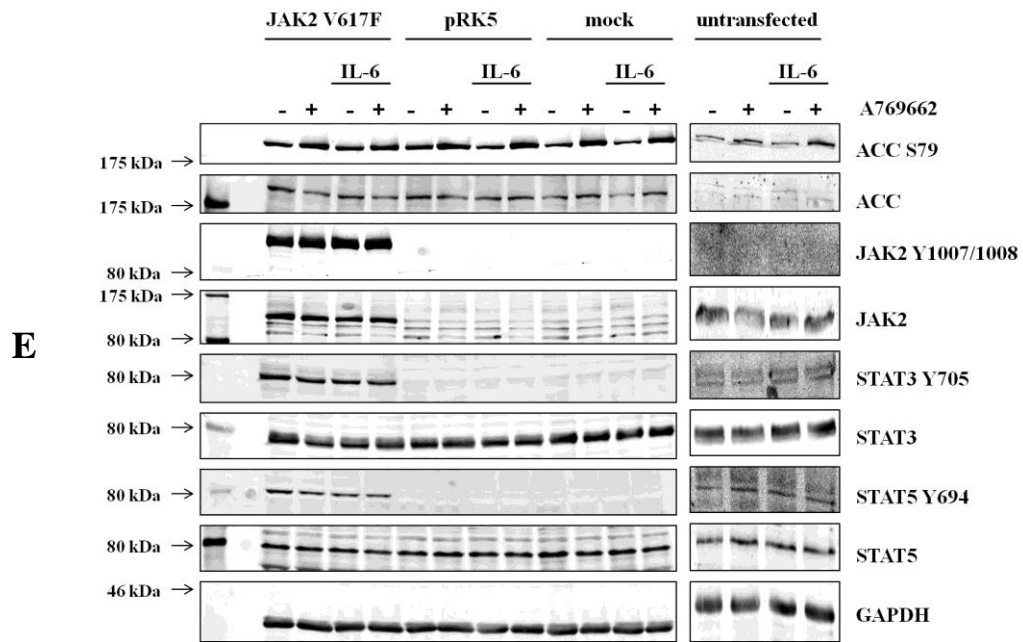 JAK2 V617F pRK5 mock untransfected
IL-6 IL-6 IL-6 IL-6
- + - + - + - + - + - + - + - + A769662
175 kDa → ACC S79
175 kDa → ACC
80 kDa → JAK2 Y1007/1008
175 kDa →
JAK2
80 kDa →
E
80 kDa → STAT3 Y705
80 kDa → STAT3
80 kDa → STAT5 Y694
80 kDa → STAT5
46 kDa → GAPDH